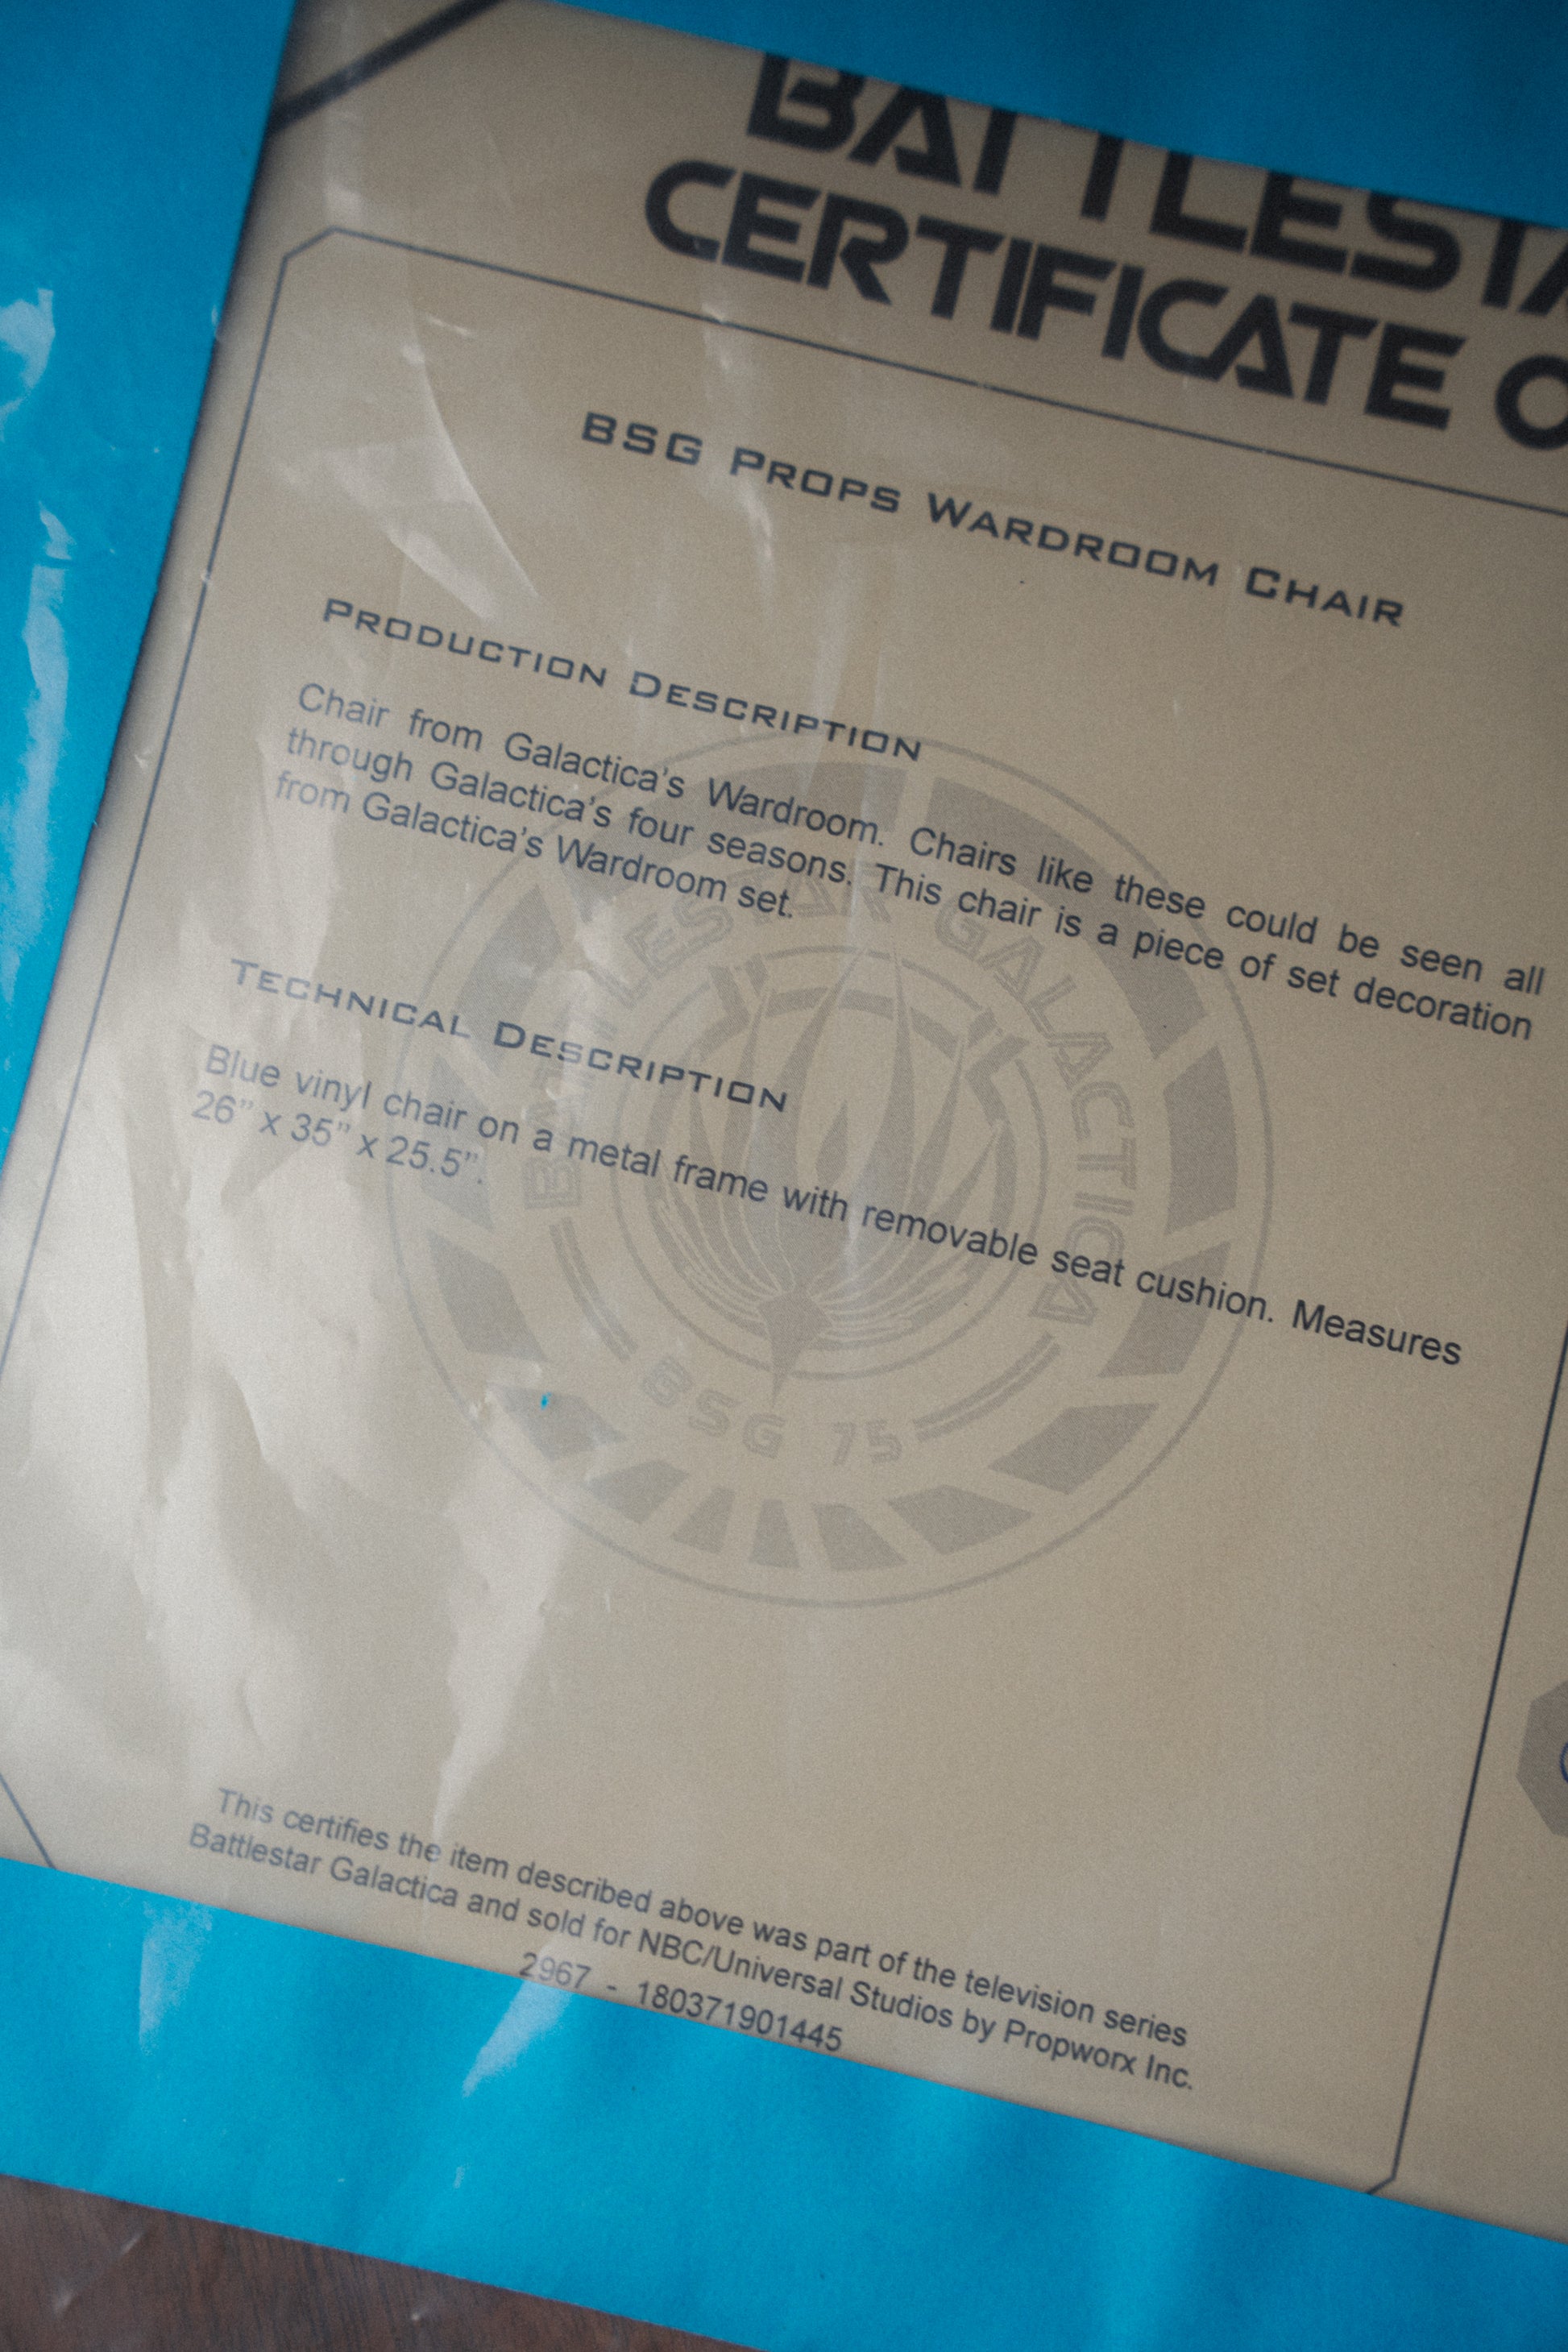 BATTLESTA
CERTIFICATE O
BSG PROPS WARDROOM CHAIR
PRODUCTION DESCRIPTION
Chair from Galactica's Wardroom. Chairs like these could be seen all
through Galactica's four seasons. This chair is a piece of set decoration
from Galactica's Wardroom set.
TECHNICAL DESCRIPTION
Blue vinyl chair on a metal frame with removable seat cushion. Measures
26” x 35” x 25.5”.
BATTLESTAR GALACTICA
BSG 75
This certifies the item described above was part of the television series
Battlestar Galactica and sold for NBC/Universal Studios by Propworx Inc.
2967 - 180371901445